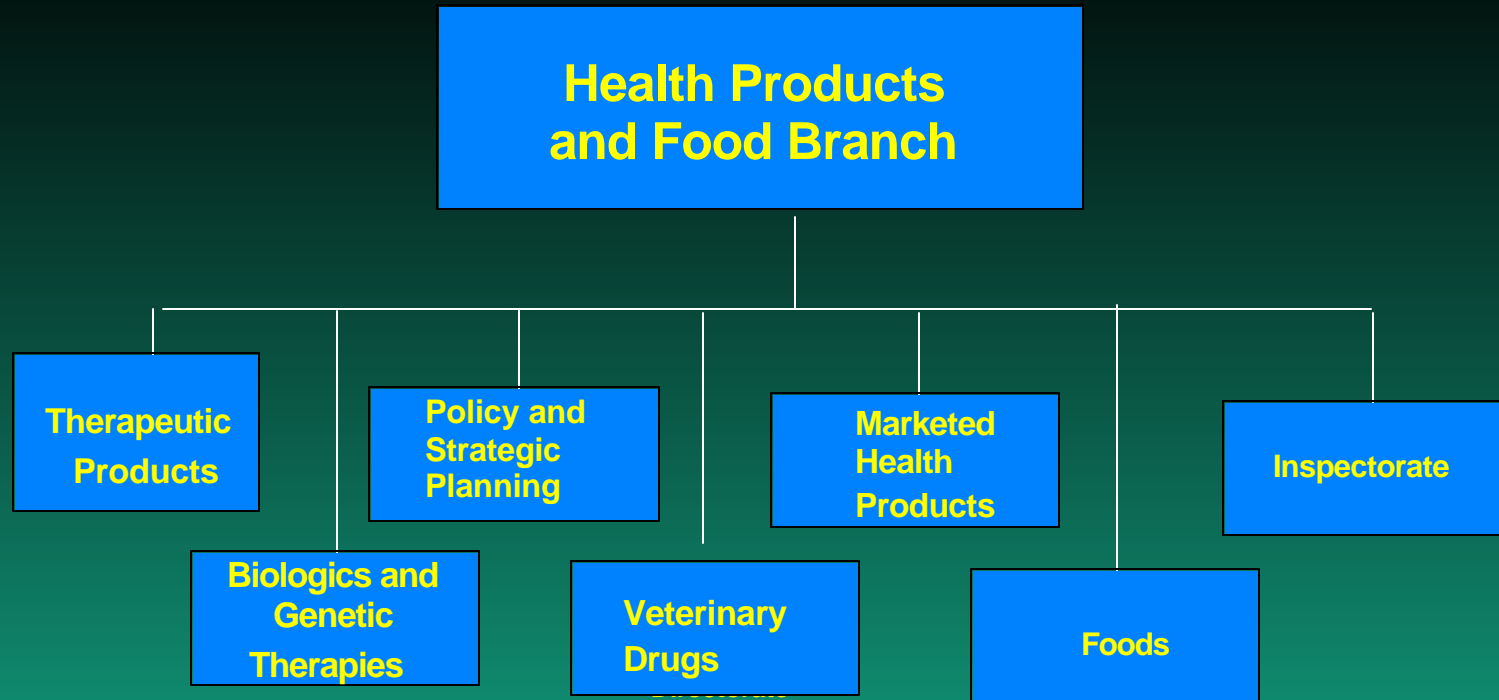 Health Products
and Food Branch
Therapeutic
Products
Policy and
Strategic
Planning
Marketed
Health
Products
Inspectorate
Biologics and
Genetic
Therapies
Veterinary
Drugs
Directorate
Foods